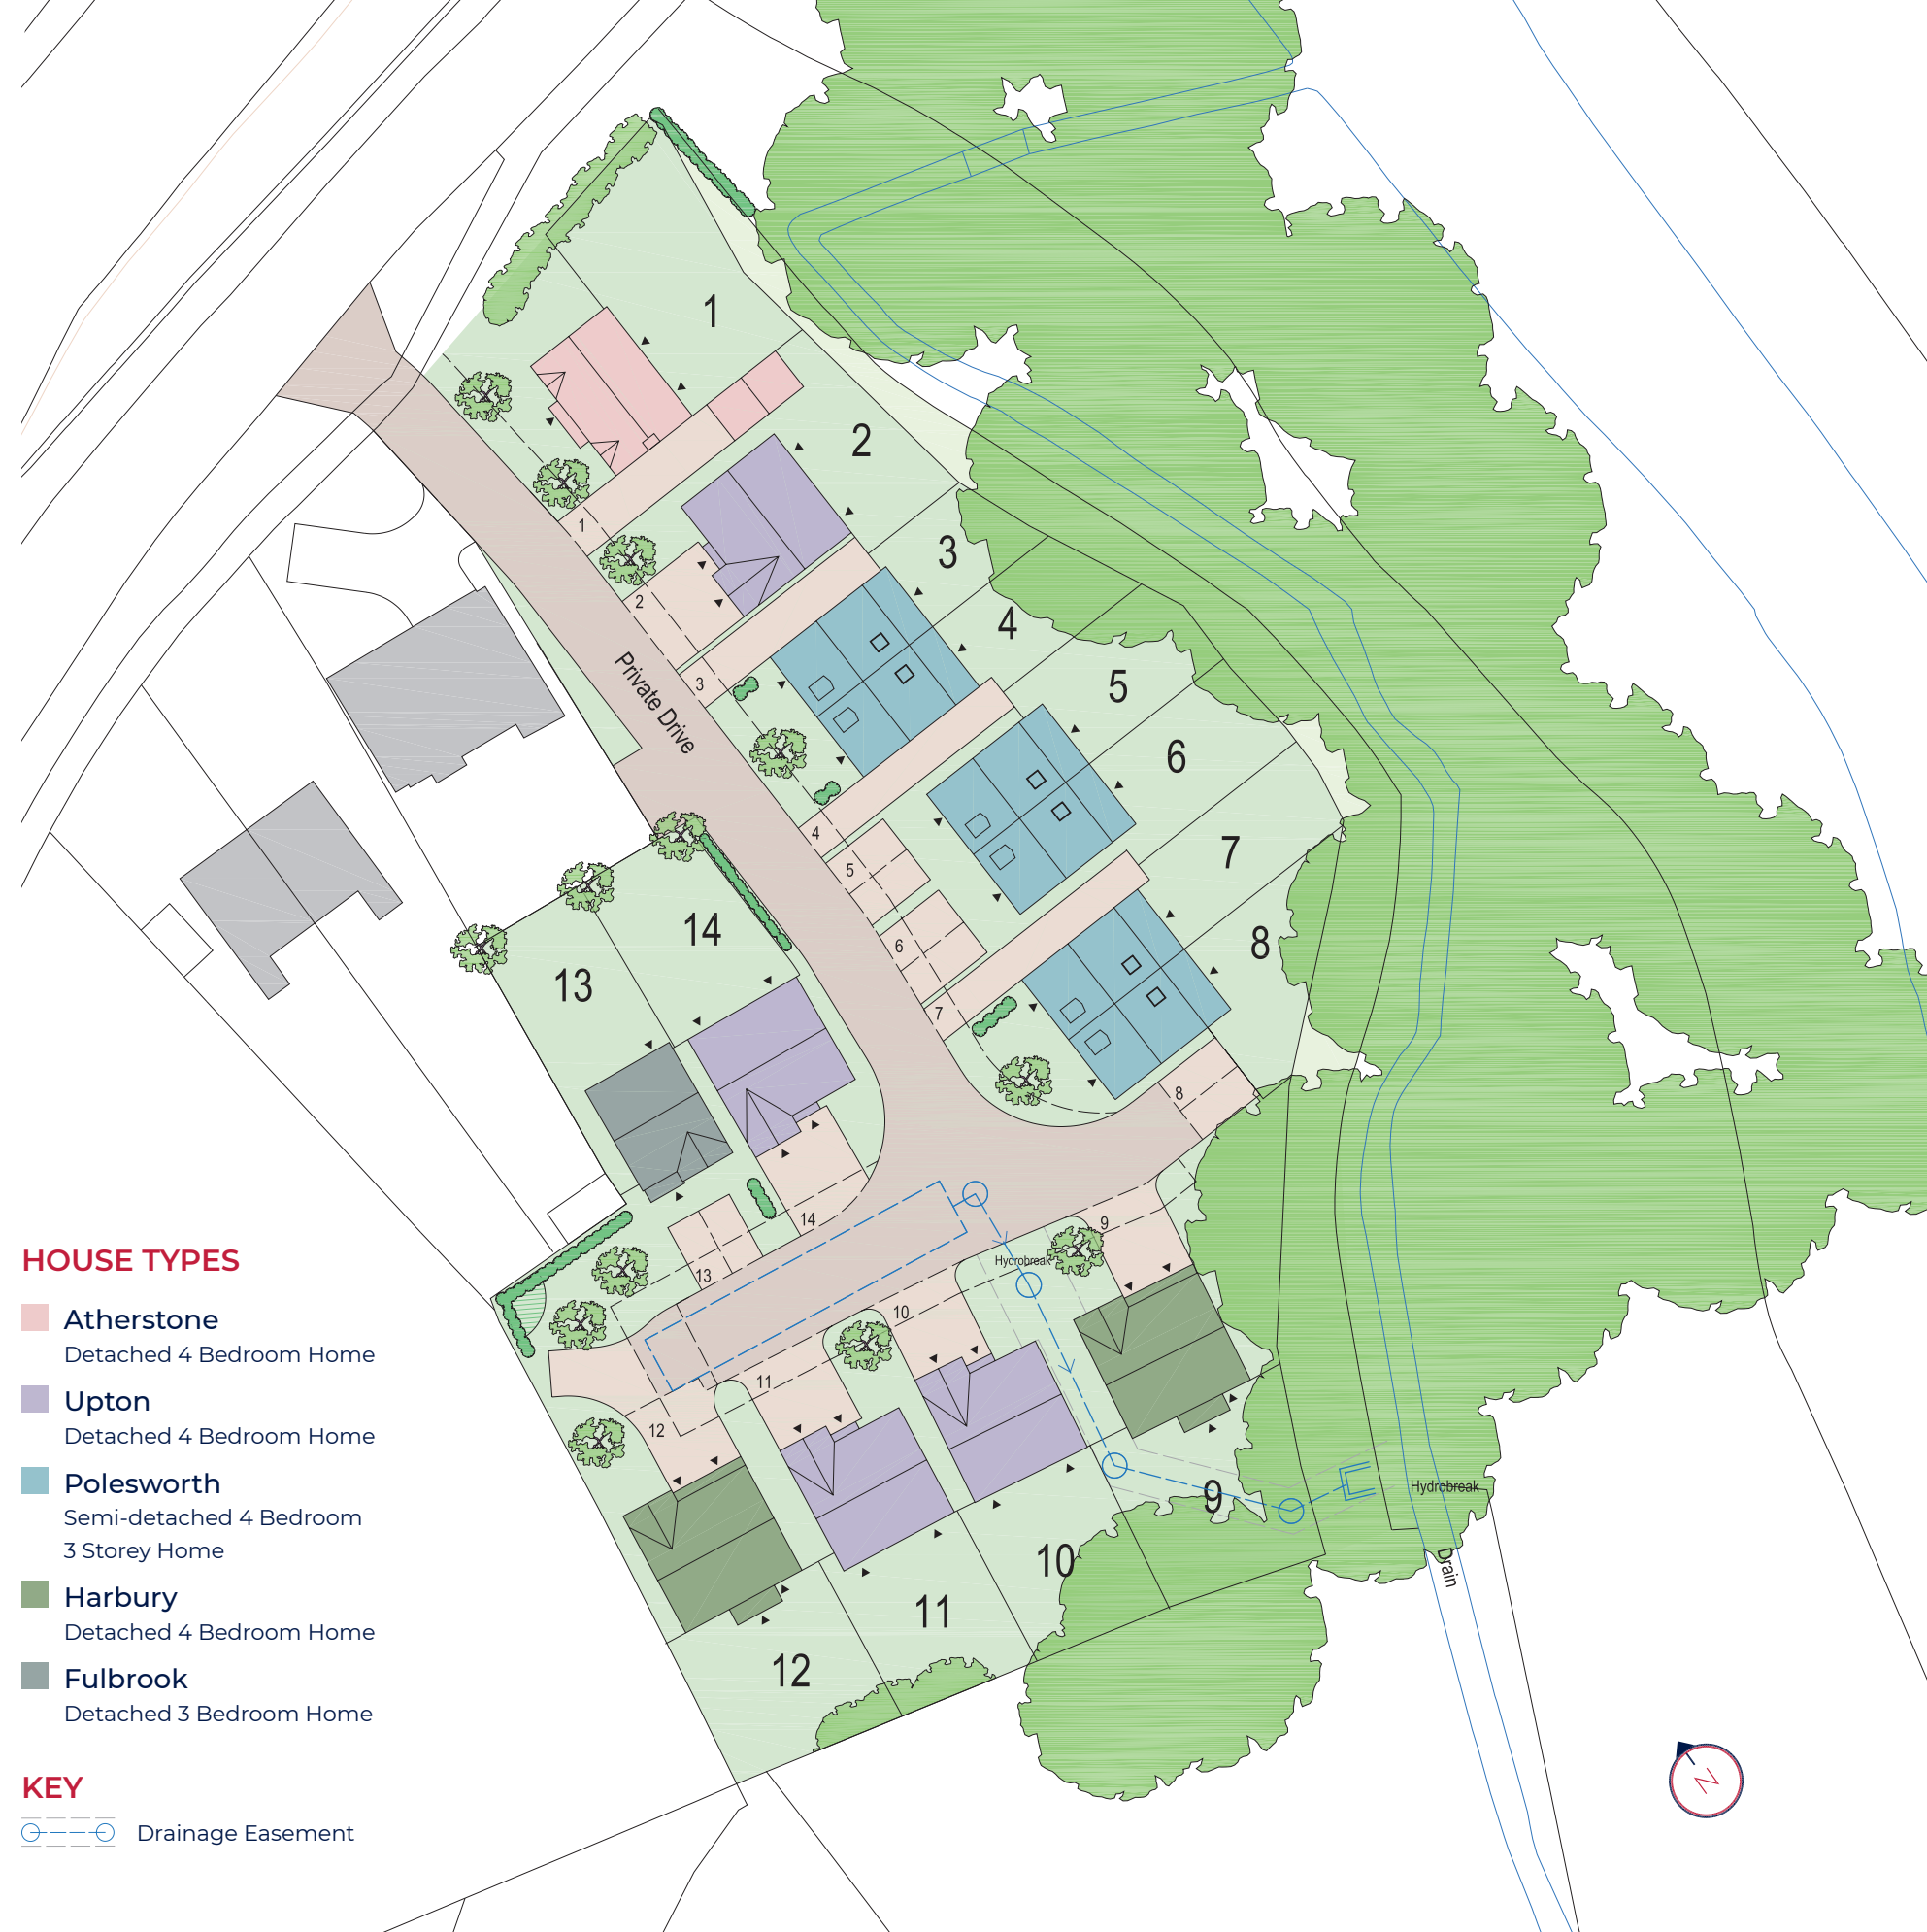 1
2
3
4
5
6
7
8
1
2
3
Private Drive
4
5
6
7
8
14
13
14
13
9
Hydrobreak
10
11
12
9
Hydrobreak
Drain
10
11
12
HOUSE TYPES
Atherstone
Detached 4 Bedroom Home
Upton
Detached 4 Bedroom Home
Polesworth
Semi-detached 4 Bedroom
3 Storey Home
Harbury
Detached 4 Bedroom Home
Fulbrook
Detached 3 Bedroom Home
KEY
Drainage Easement
N